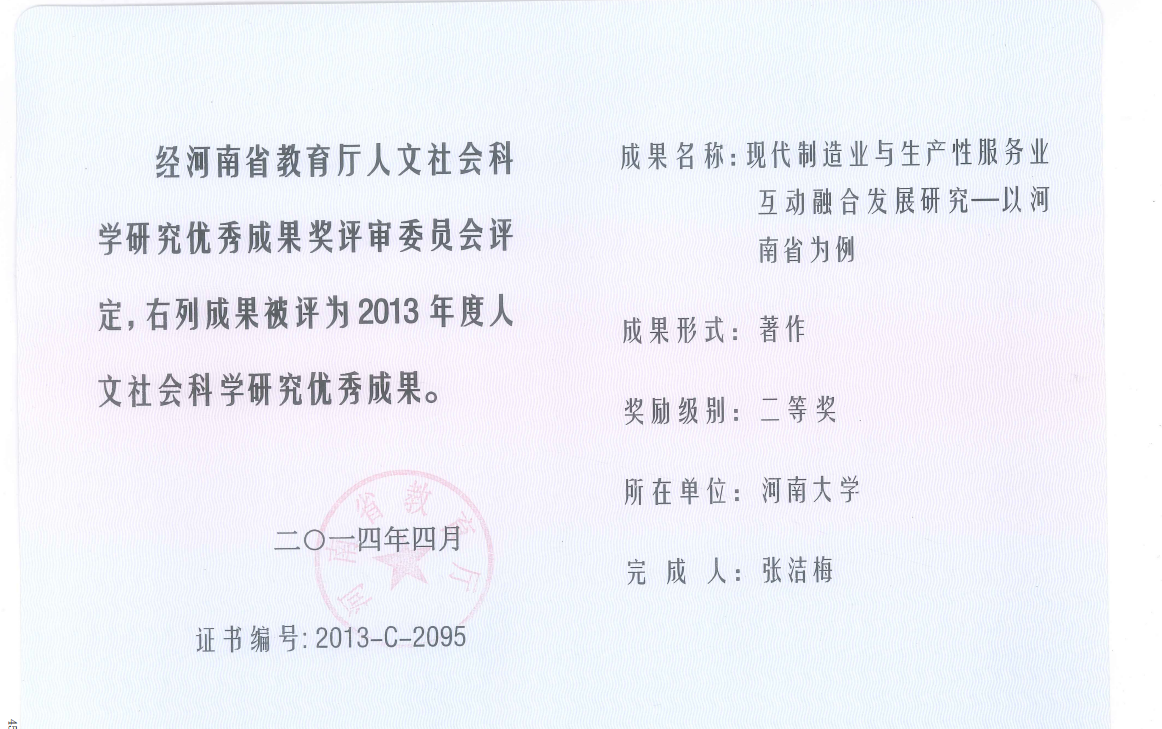 经河南省教育厅人文社会科
学研究优秀成果奖评审委员会评
定，右列成果被评为2013年度人
文社会科学研究优秀成果。
河南省教育厅
二〇一四年四月
证书编号: 2013-C-2095
成果名称: 现代制造业与生产性服务业
互动融合发展研究—以河
南省为例
成果形式: 著作
奖励级别: 二等奖
所在单位: 河南大学
完成人: 张洁梅